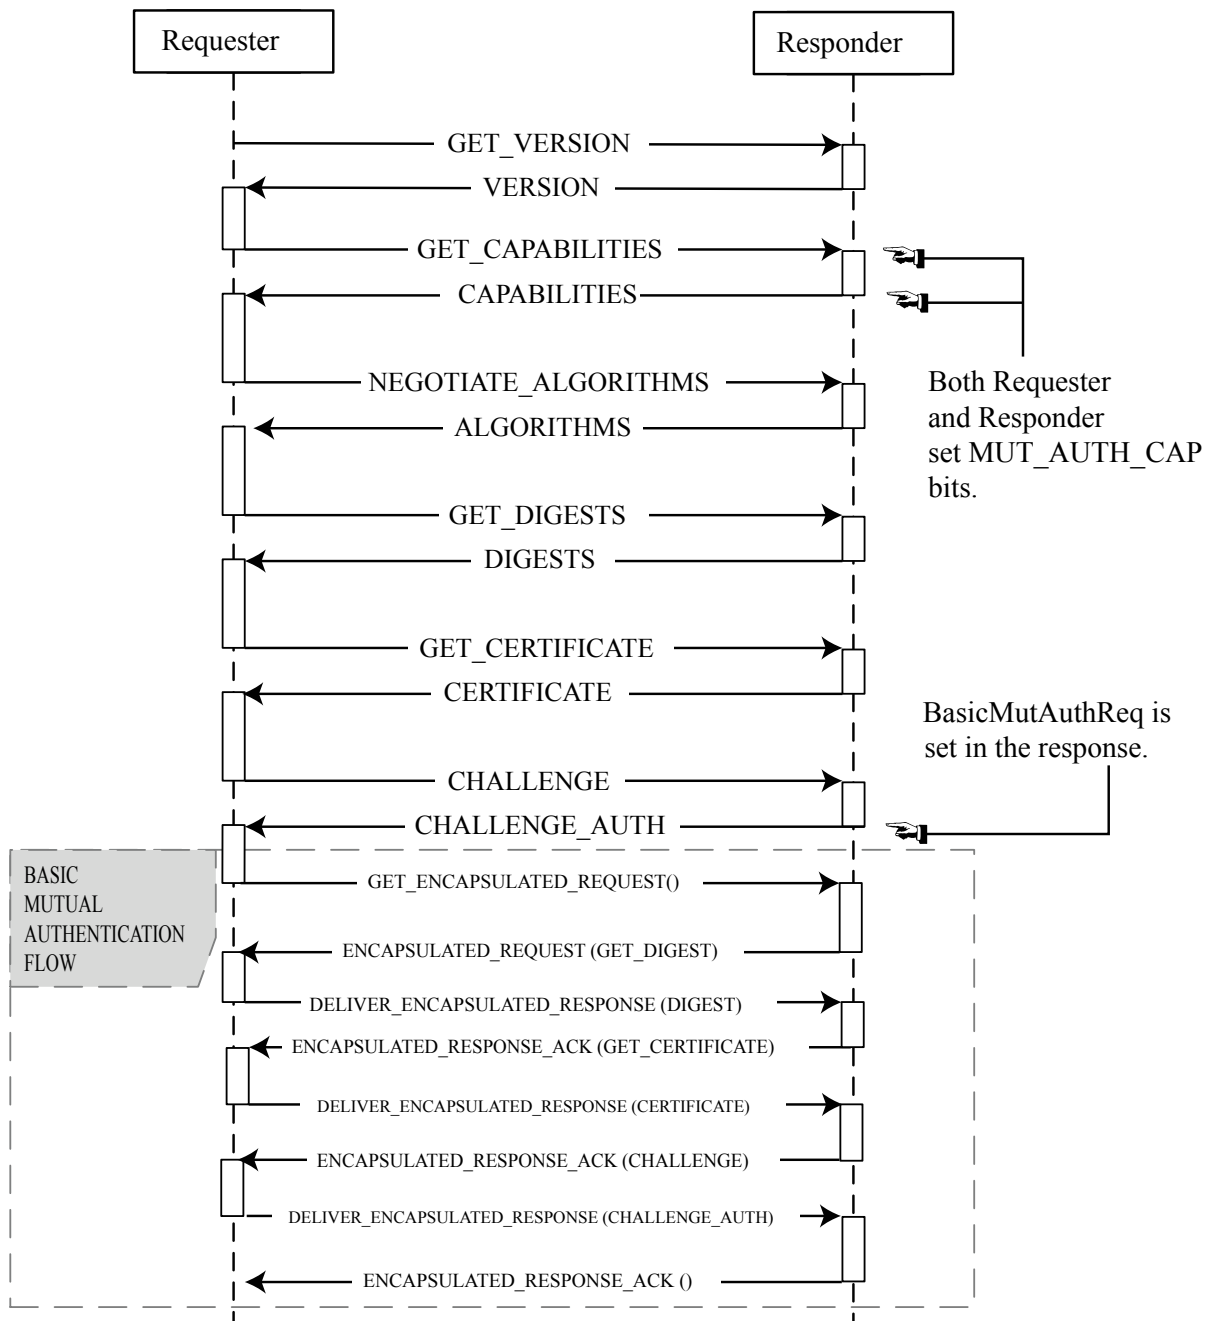 Requester
Responder
GET_VERSION
VERSION
GET_CAPABILITIES
CAPABILITIES
Both Requester
and Responder
set MUT_AUTH_CAP
bits.
NEGOTIATE_ALGORITHMS
ALGORITHMS
GET_DIGESTS
DIGESTS
GET_CERTIFICATE
CERTIFICATE
BasicMutAuthReq is
set in the response.
CHALLENGE
CHALLENGE_AUTH
BASIC
MUTUAL
AUTHENTICATION
FLOW
GET_ENCAPSULATED_REQUEST()
ENCAPSULATED_REQUEST (GET_DIGEST)
DELIVER_ENCAPSULATED_RESPONSE (DIGEST)
ENCAPSULATED_RESPONSE_ACK (GET_CERTIFICATE)
DELIVER_ENCAPSULATED_RESPONSE (CERTIFICATE)
ENCAPSULATED_RESPONSE_ACK (CHALLENGE)
DELIVER_ENCAPSULATED_RESPONSE (CHALLENGE_AUTH)
ENCAPSULATED_RESPONSE_ACK ()